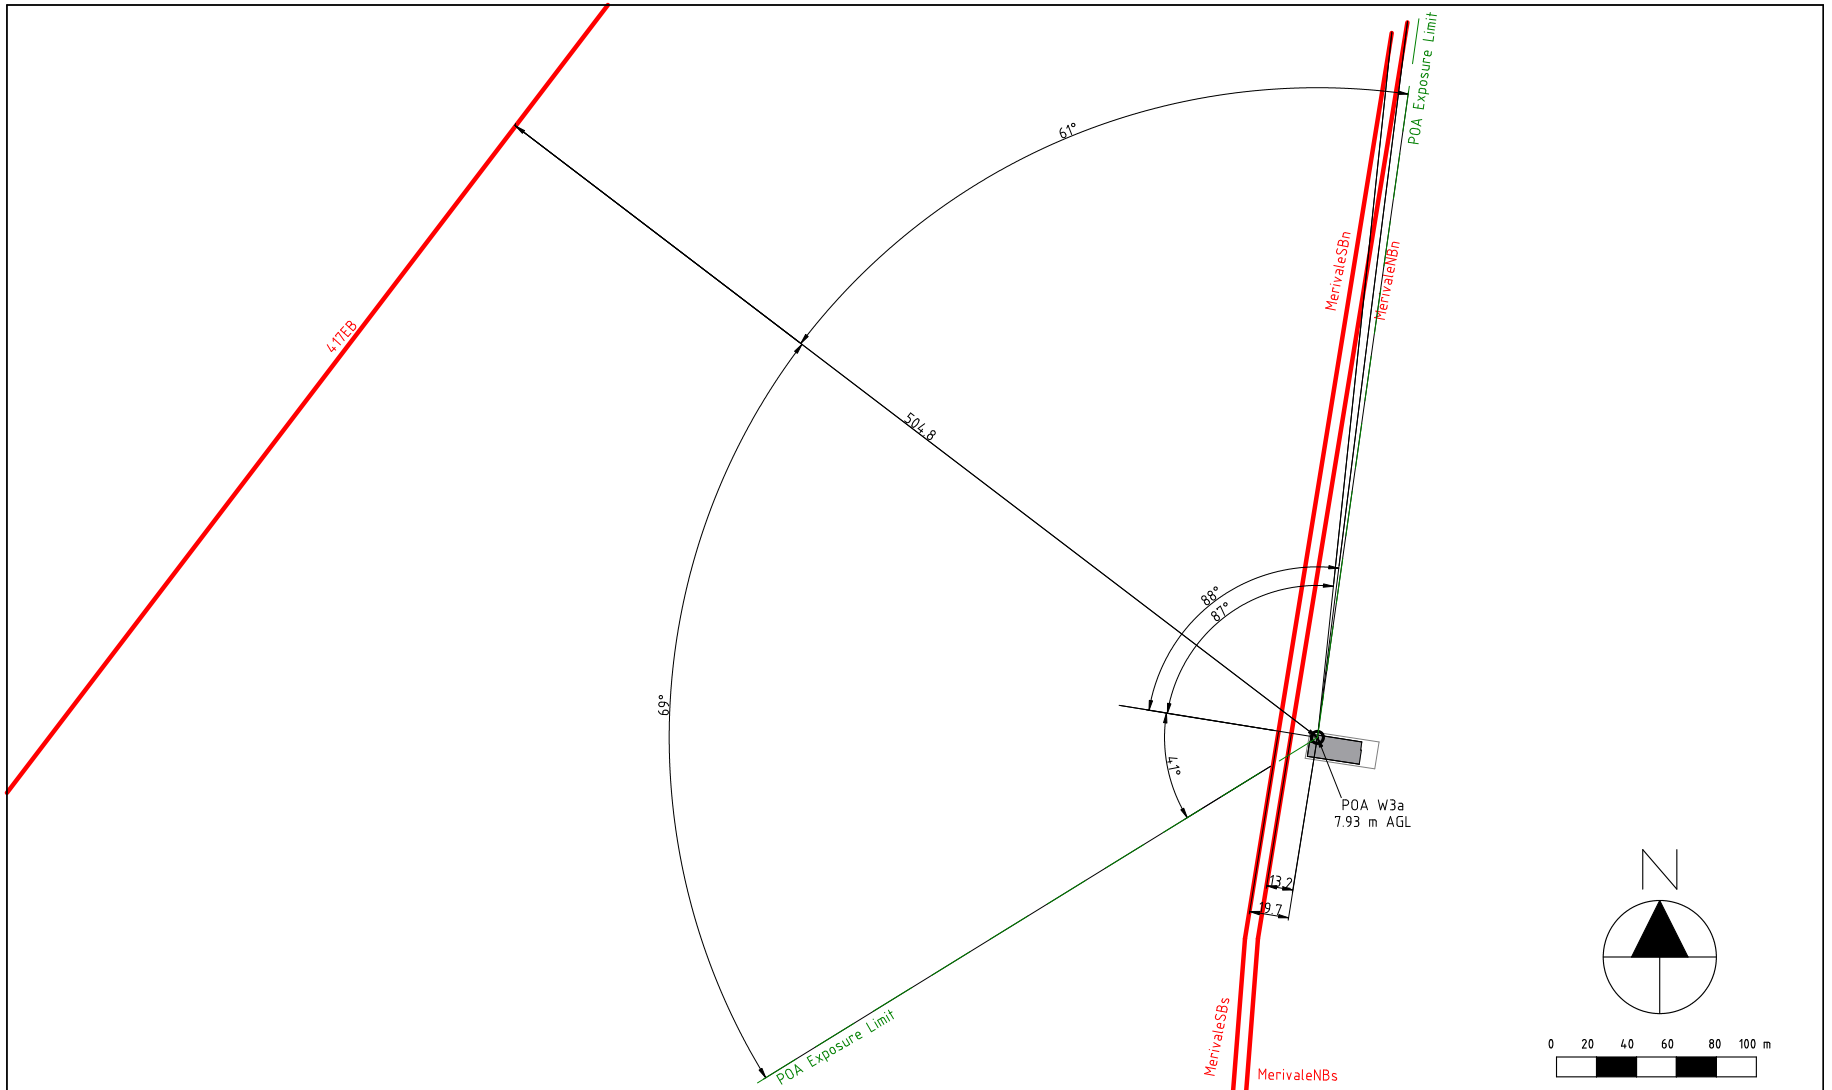 POA Exposure Limit
61°
MerivaleSBn
MerivaleNBn
417EB
504.8
88°
87°
69°
41°
POA W3a
7.93 m AGL
13.2
19.7
N
MerivaleSBs
POA Exposure Limit
0 20 40 60 80 100 m
MerivaleNBs